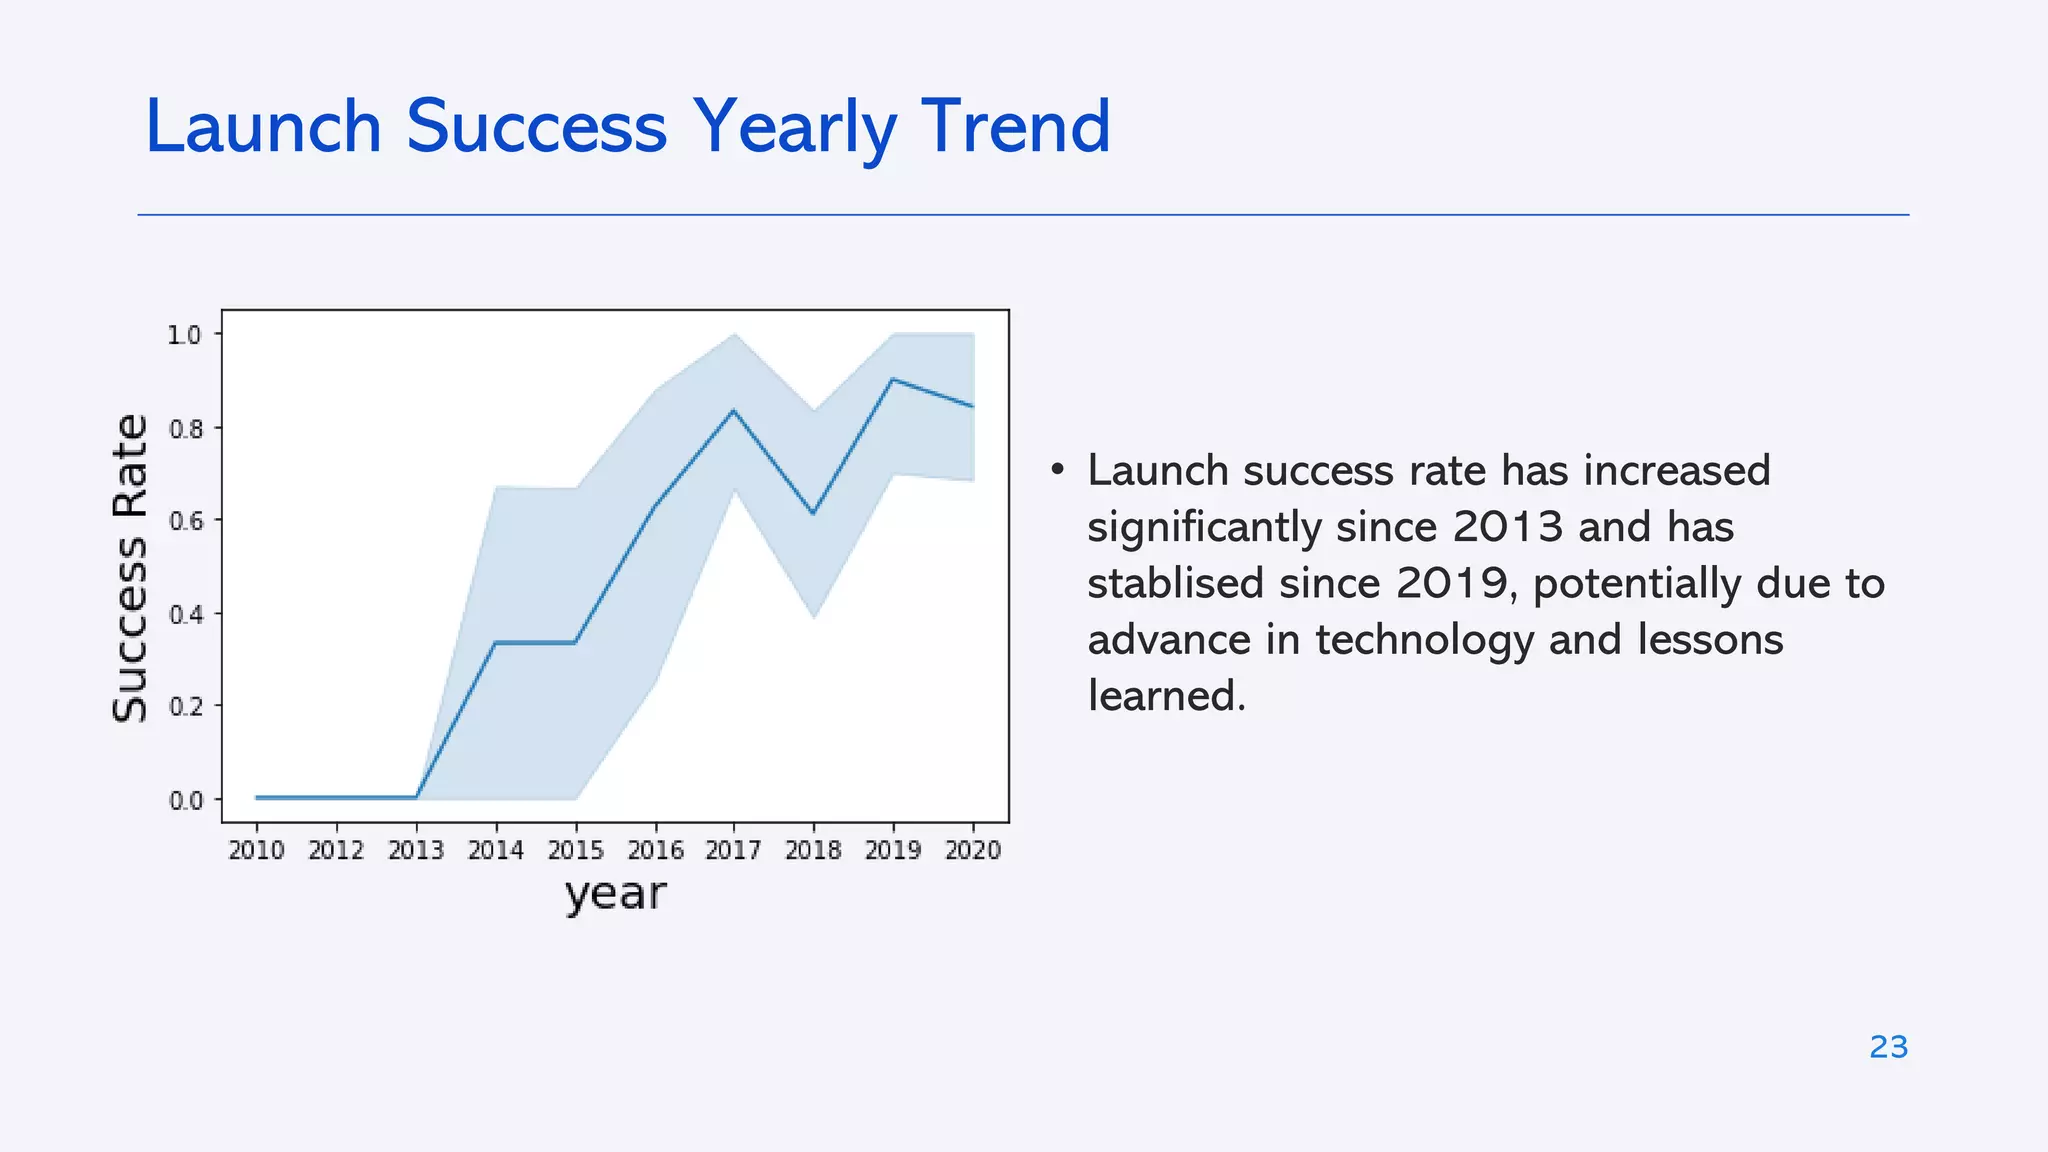 Launch Success Yearly Trend
1.0
0.8
0.6
0.4
0.2
0.0
Success Rate
2010 2012 2013 2014 2015 2016 2017 2018 2019 2020
year
• Launch success rate has increased
significantly since 2013 and has
stablised since 2019, potentially due to
advance in technology and lessons
learned.
23